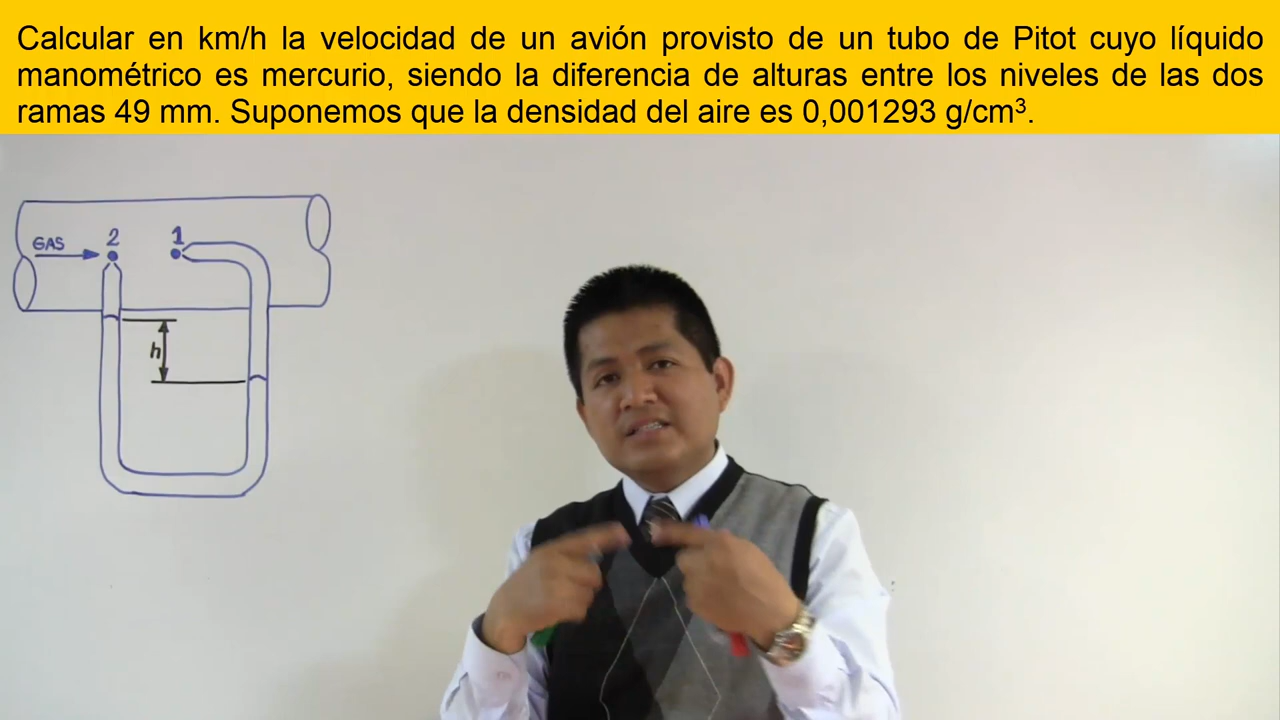 Calcular en km/h la velocidad de un avión provisto de un tubo de Pitot cuyo líquido
manométrico es mercurio, siendo la diferencia de alturas entre los niveles de las dos
ramas 49 mm. Suponemos que la densidad del aire es 0,001293 g/cm³.
GAS 2 1
h